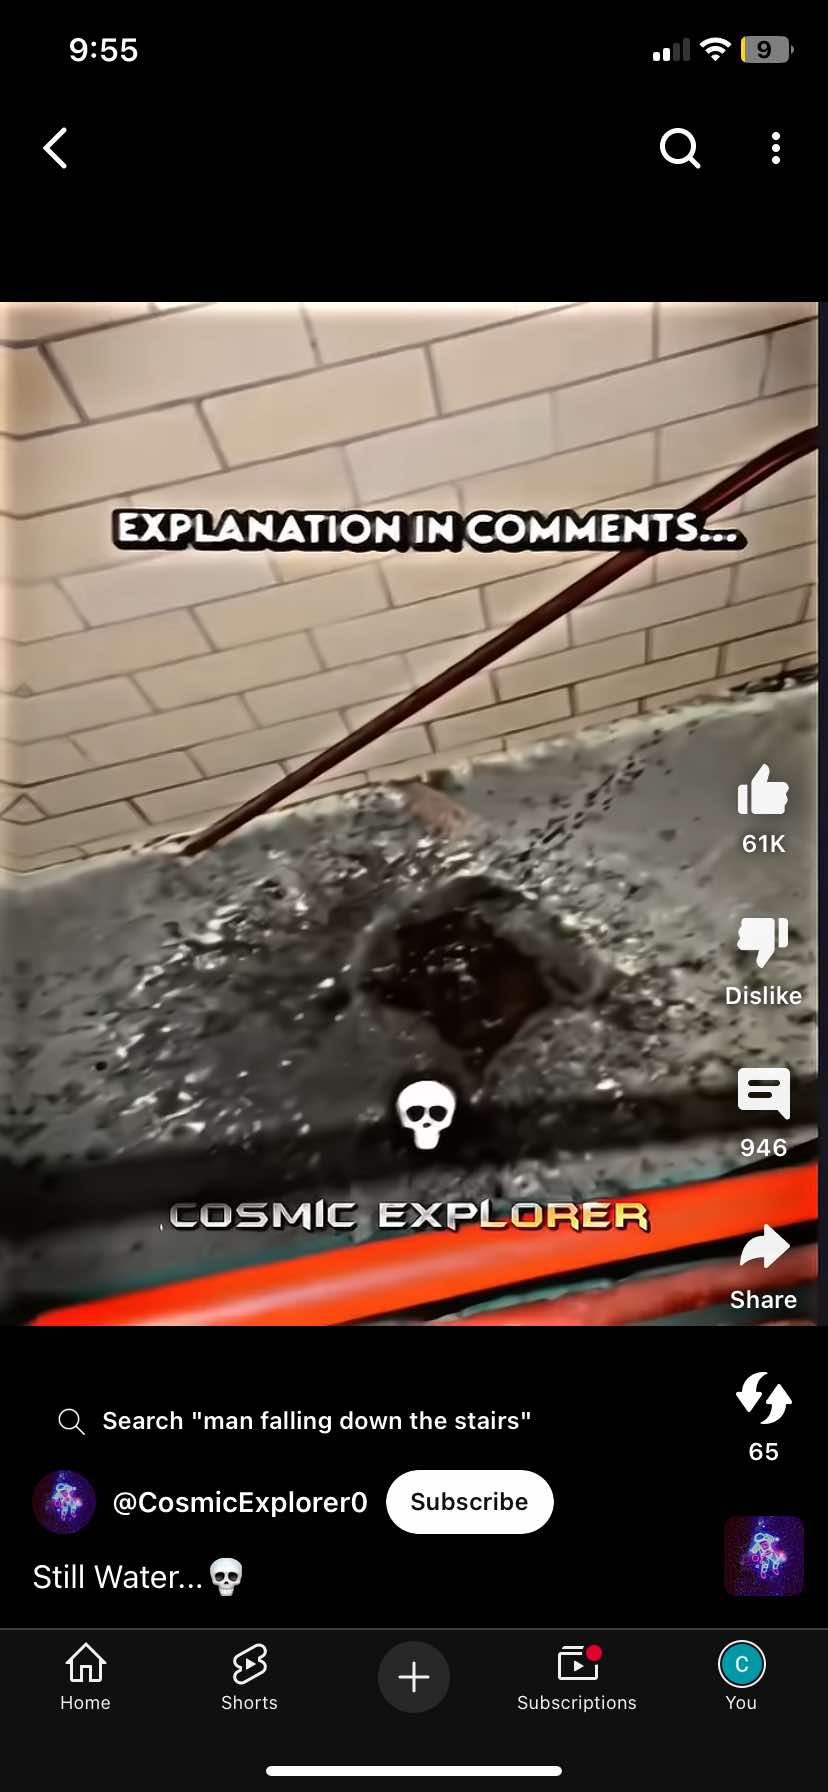 9:55
9
EXPLANATION IN COMMENTS...
61K
Dislike
946
COSMIC EXPLORER
Share
Search "man falling down the stairs"
65
@CosmicExplorer0
Subscribe
Still Water...💀
Home
Shorts
Subscriptions
C
You